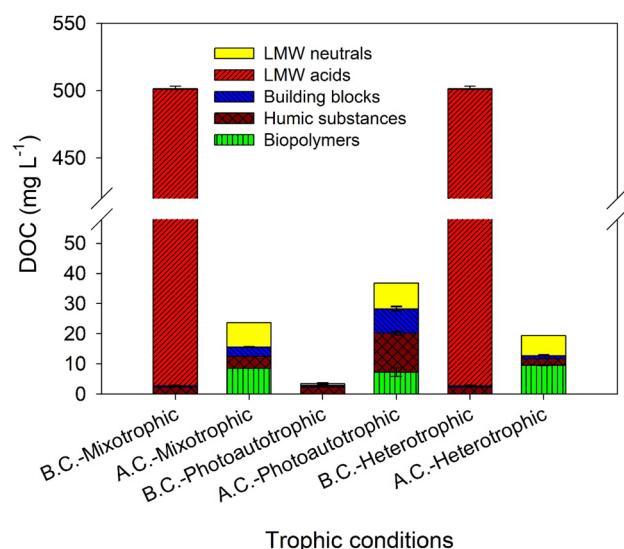 550
500
450
50
40
30
20
10
0
DOC (mg L⁻¹)
LMW neutrals
LMW acids
Building blocks
Humic substances
Biopolymers
B.C.-Mixotrophic
A.C.-Mixotrophic
B.C.-Photoautotrophic
A.C.-Photoautotrophic
B.C.-Heterotrophic
A.C.-Heterotrophic
Trophic conditions